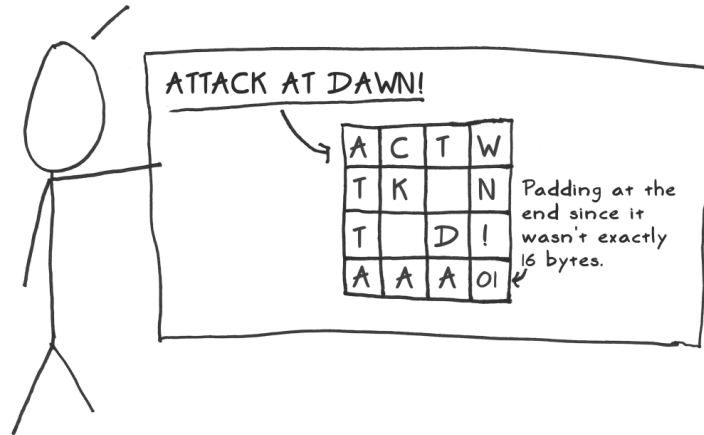 ATTACK AT DAWN!
A C T W
T K N
T D !
A A A 01
Padding at the
end since it
wasn't exactly
16 bytes.